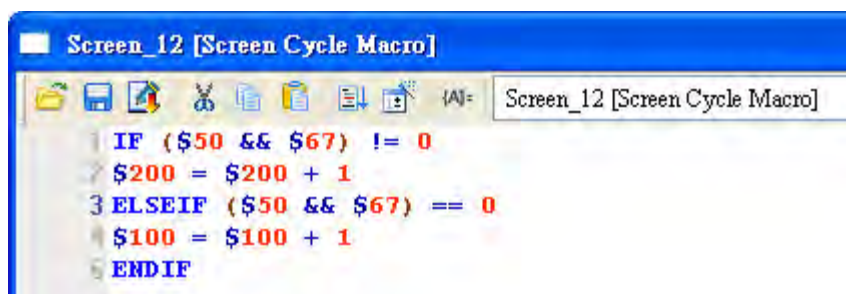 Screen_12 [Screen Cycle Macro]
{A}= Screen_12 [Screen Cycle Macro]
1 IF ($50 && $67) != 0
2 $200 = $200 + 1
3 ELSEIF ($50 && $67) == 0
4 $100 = $100 + 1
5 ENDIF